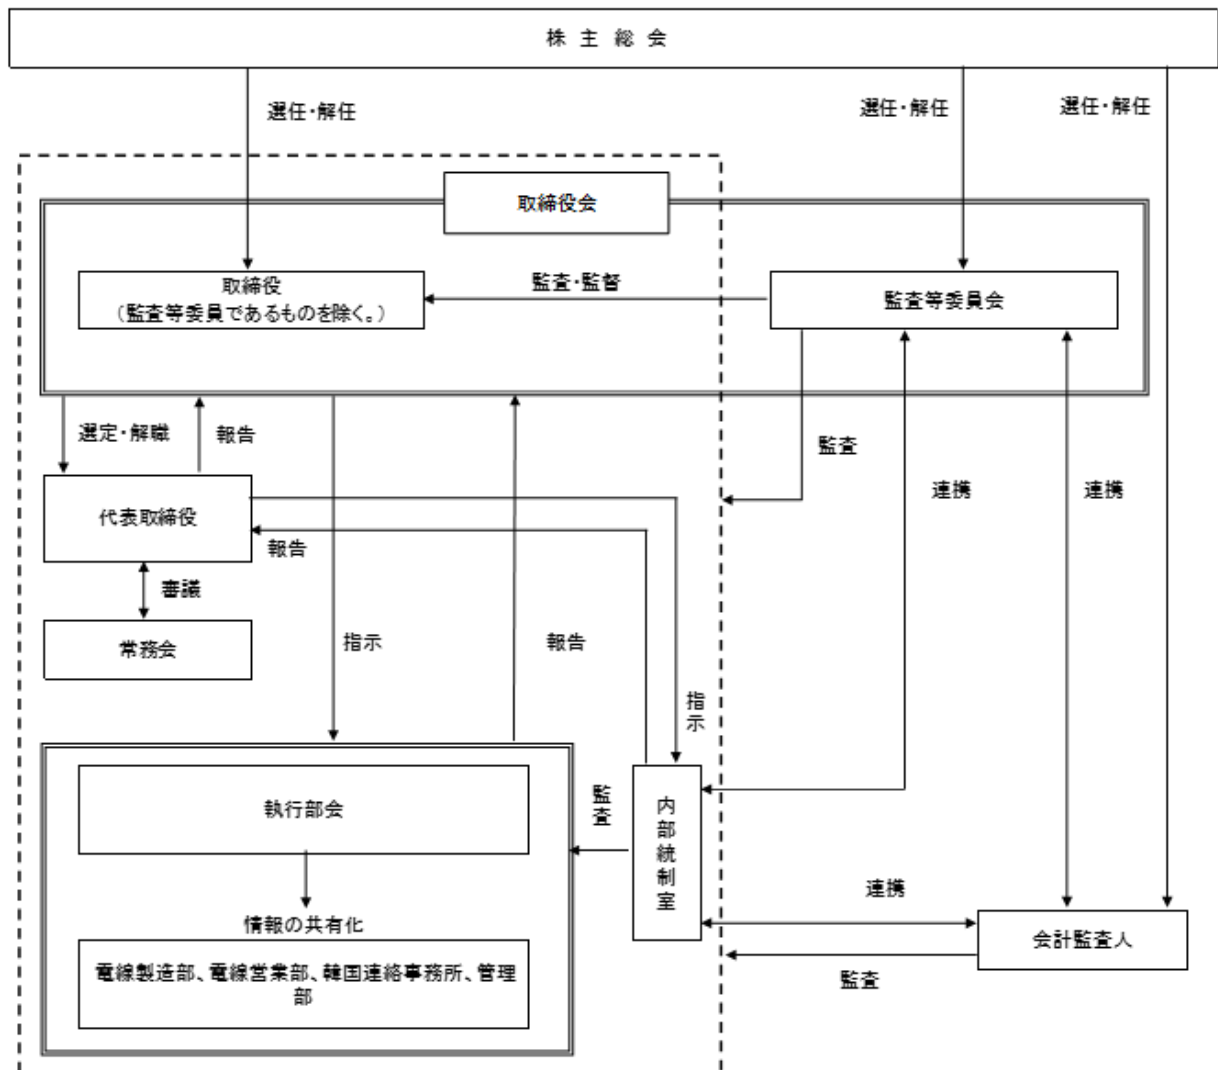 株 主 総 会
選任・解任
選任・解任
選任・解任
取締役会
取締役
（監査等委員であるものを除く。）
監査・監督
監査等委員会
選定・解職
報告
監査
連携
連携
代表取締役
報告
審議
常務会
指示
報告
指示
執行部会
監査
内部統制室
情報の共有化
電線製造部、電線営業部、韓国連絡事務所、管理
部
連携
会計監査人
監査